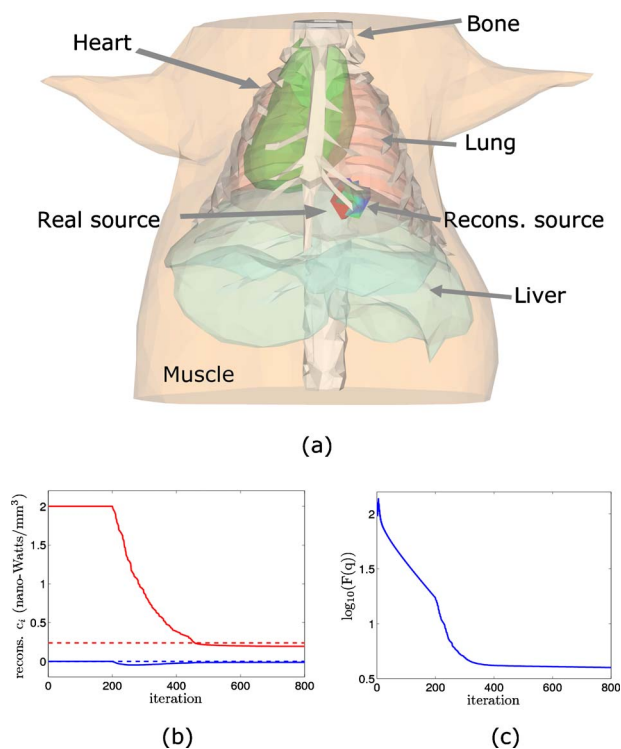 Bone
Heart
Lung
Real source
Recons. source
Liver
Muscle
(a)
recons. cᵢ (nano-Watts/mm³)
2
1.5
1
0.5
0
0 200 400 600 800
iteration
(b)
log₁₀(F(q))
2
1.5
1
0.5
0 200 400 600 800
iteration
(c)